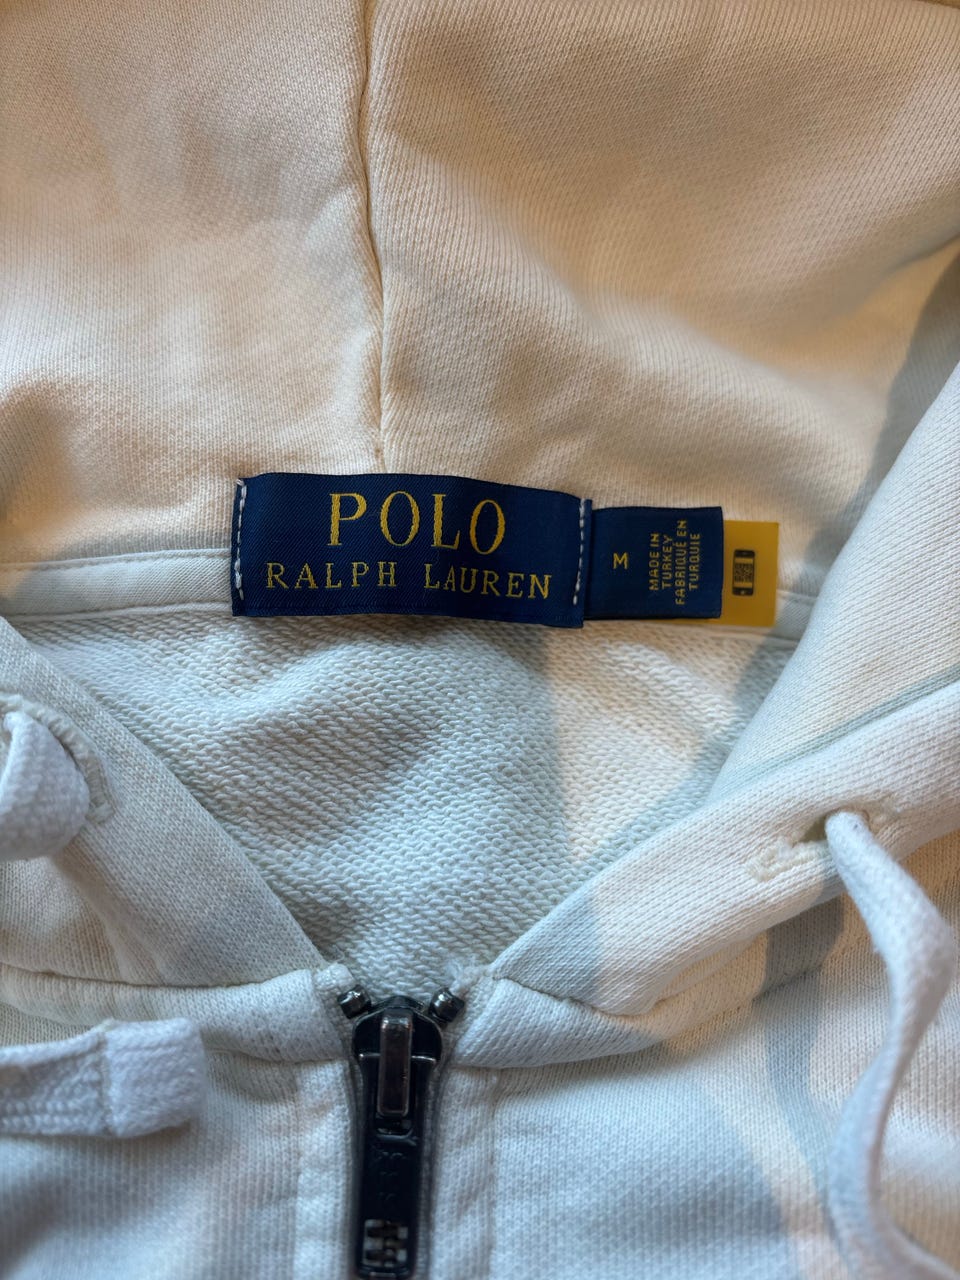 POLO
RALPH LAUREN
M
MADE IN
TURKEY
FABRIQUÉ EN
TURQUIE